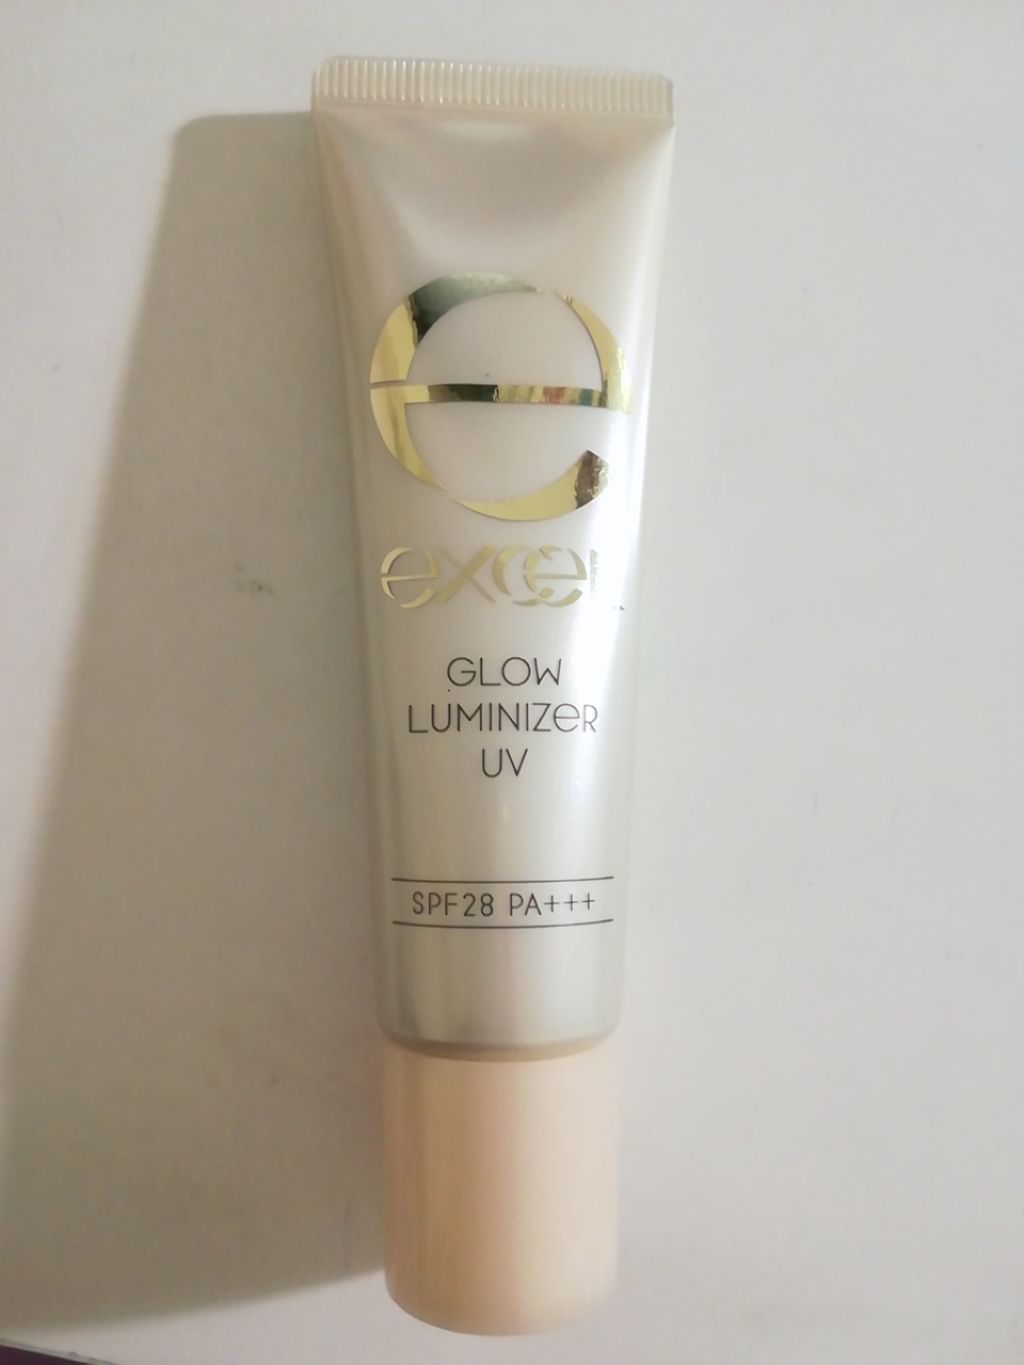 e
excel
GLOW
LUMINIZeR
UV
SPF28 PA+++